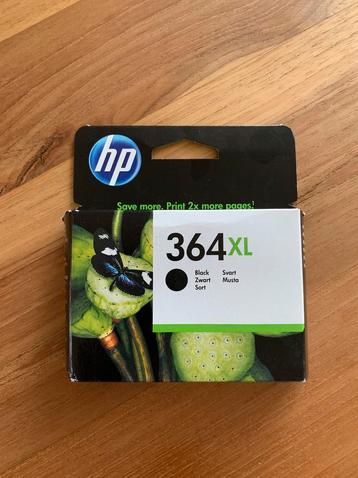 hp
Save more. Print 2x more pages!
364XL
Black Svart
Zwart Musta
Sort